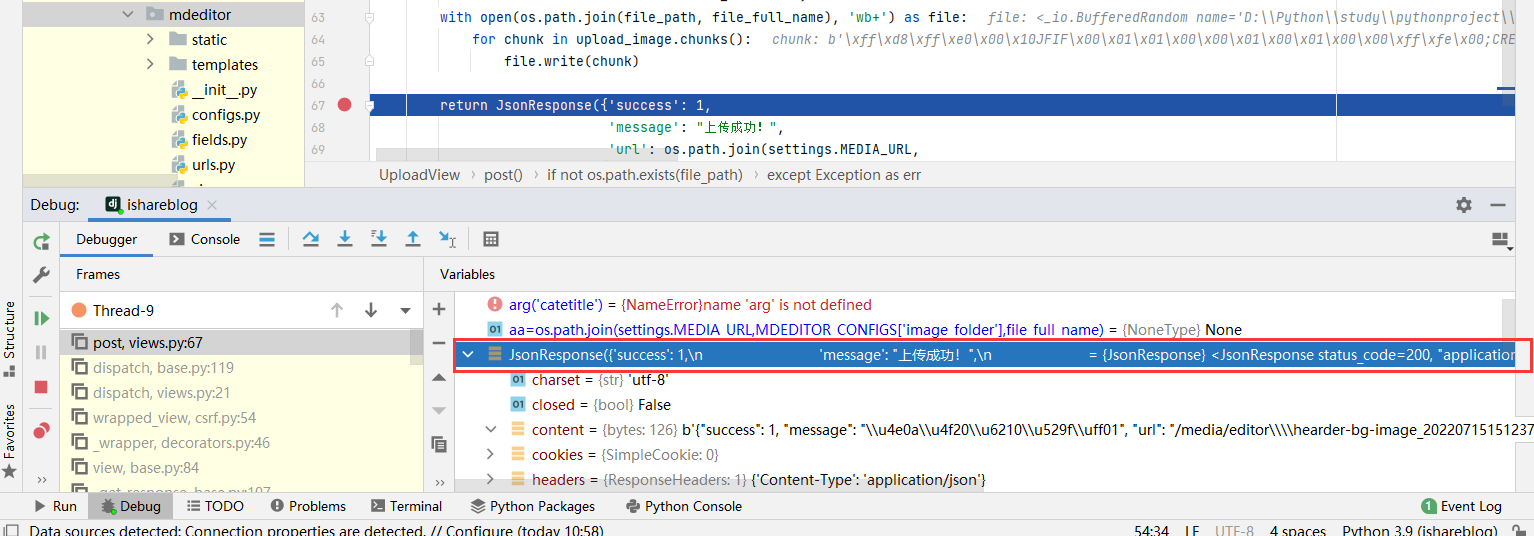 mdeditor
static
templates
__init__.py
configs.py
fields.py
urls.py
63 with open(os.path.join(file_path, file_full_name), 'wb+') as file: file: <_io.BufferedRandom name='D:\\Python\\study\\pythonproject\\
64 for chunk in upload_image.chunks(): chunk: b'\xff\xd8\xff\xe0\x00\x10JFIF\x00\x01\x01\x00\x00\x01\x00\x01\x00\x00\xff\xfe\x00;CRE
65 file.write(chunk)
66
67 return JsonResponse({'success': 1,
68 'message': "上传成功！",
69 'url': os.path.join(settings.MEDIA_URL,
UploadView › post() › if not os.path.exists(file_path) › except Exception as err
Debug: ishareblog
Debugger Console
Frames Variables
Thread-9
post, views.py:67
dispatch, base.py:119
dispatch, views.py:21
wrapped_view, csrf.py:54
_wrapper, decorators.py:46
view, base.py:84
_get_response, base.py:197
arg('catetitle') = {NameError}name 'arg' is not defined
aa=os.path.join(settings.MEDIA_URL,MDEDITOR_CONFIGS['image_folder'],file_full_name) = {NoneType} None
JsonResponse({'success': 1,\n 'message': "上传成功！",\n = {JsonResponse} <JsonResponse status_code=200, "application
charset = {str} 'utf-8'
closed = {bool} False
content = {bytes: 126} b'{"success": 1, "message": "\\u4e0a\\u4f20\\u6210\\u529f\\uff01", "url": "/media/editor\\\\hearder-bg-image_20220715151237
cookies = {SimpleCookie: 0}
headers = {ResponseHeaders: 1} {'Content-Type': 'application/json'}
Structure
Favorites
Run Debug TODO Problems Terminal Python Packages Python Console 1 Event Log
Data sources detected: Connection properties are detected. // Configure (today 10:58) 54:34 LF UTF-8 4 spaces Python 3.9 (ishareblog)